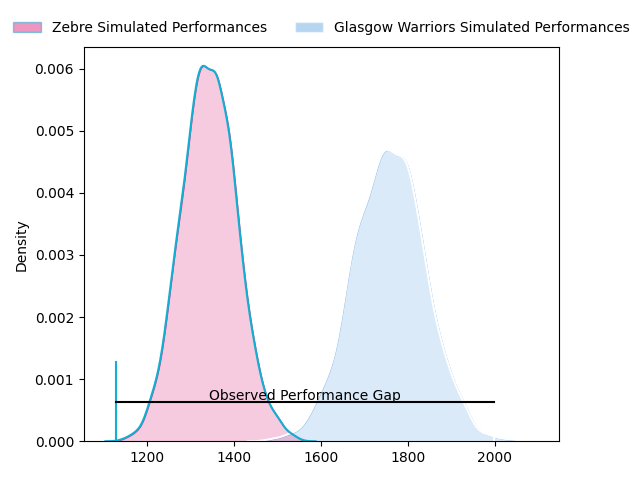 Zebre Simulated Performances
Glasgow Warriors Simulated Performances
0.006
0.005
0.004
0.003
0.002
0.001
0.000
Density
Observed Performance Gap
1200 1400 1600 1800 2000